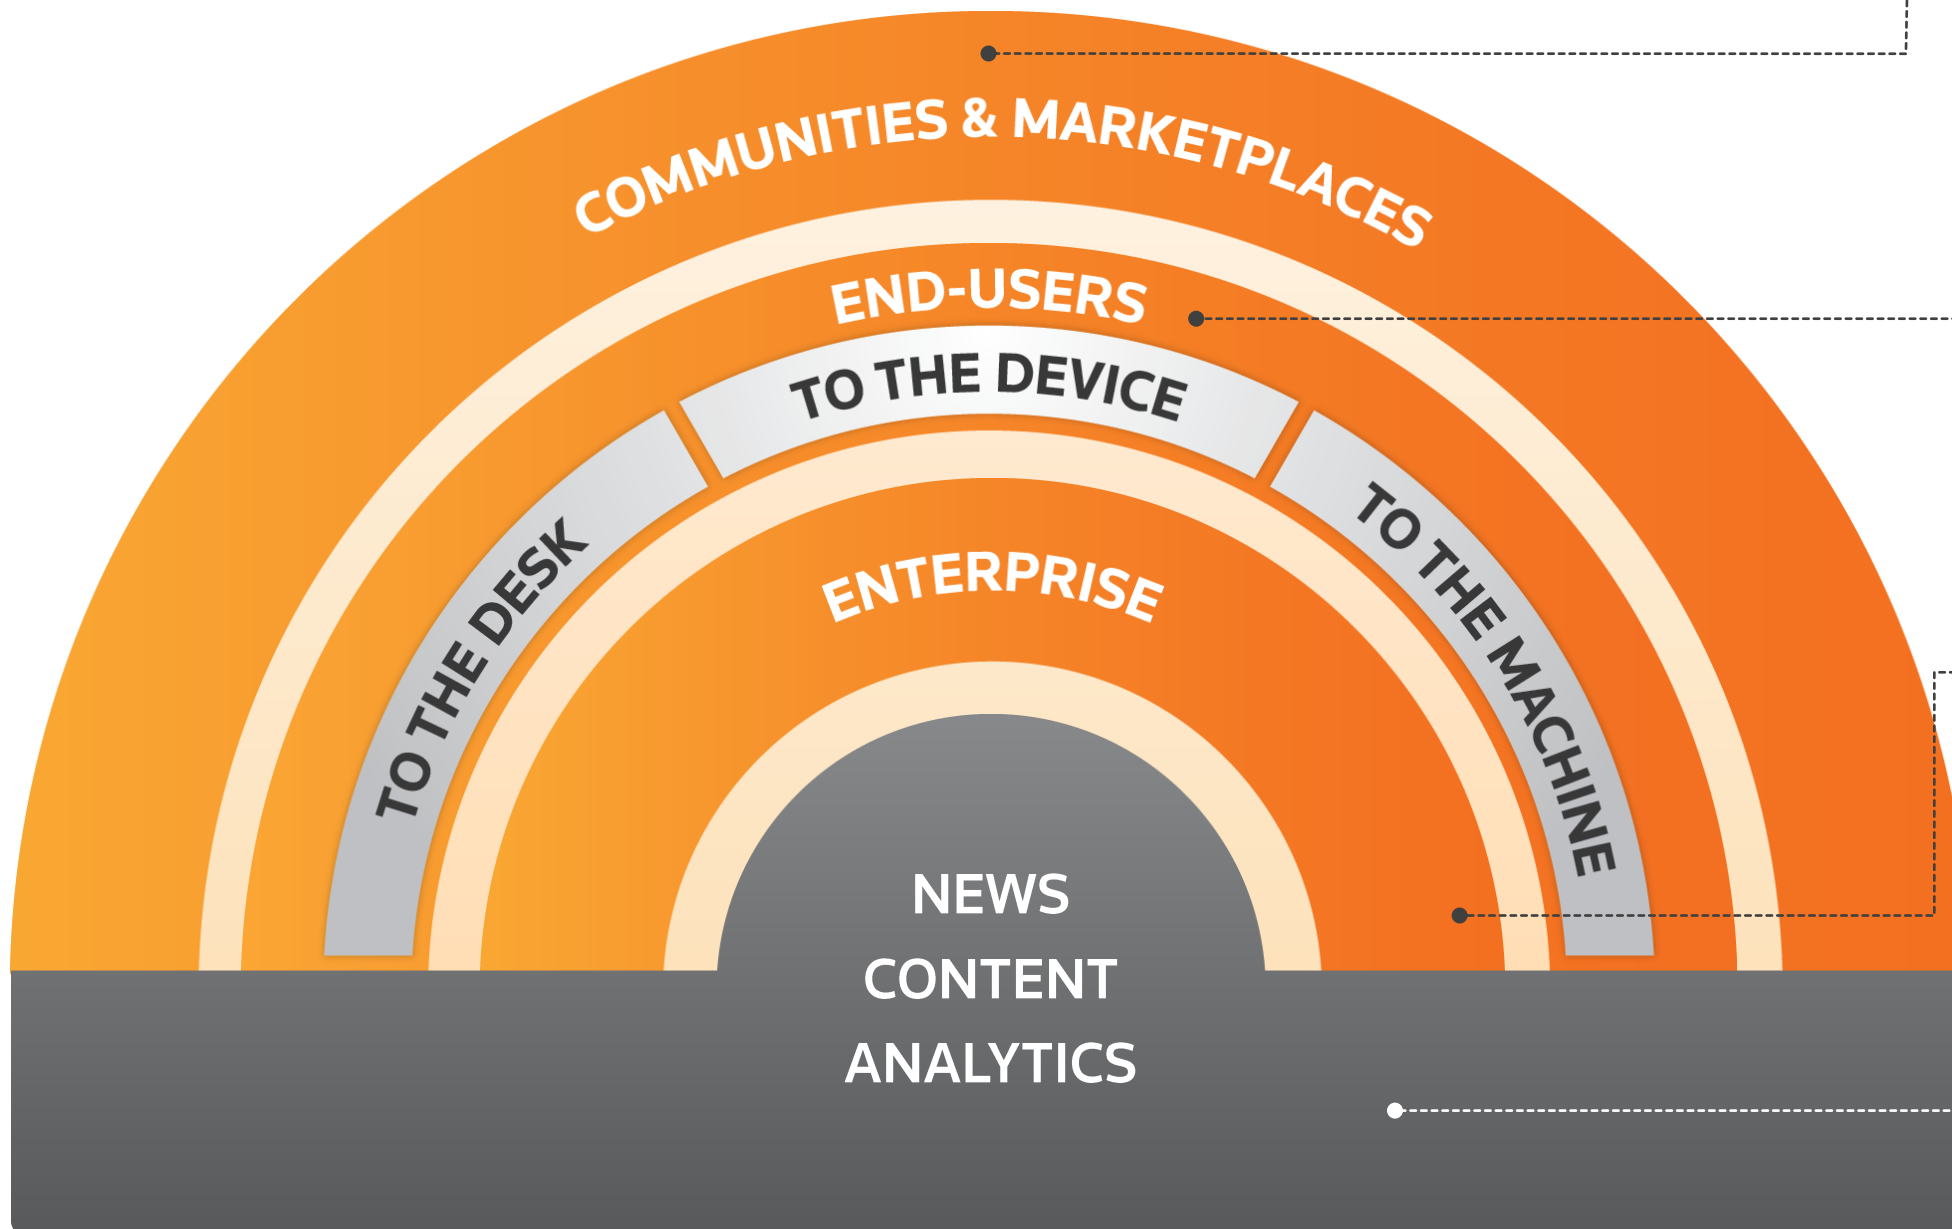 COMMUNITIES & MARKETPLACES
END-USERS
TO THE DESK
TO THE DEVICE
TO THE MACHINE
ENTERPRISE
NEWS
CONTENT
ANALYTICS